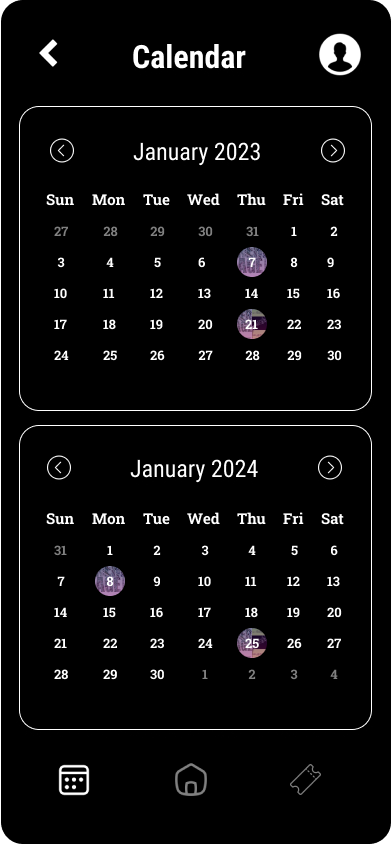 Calendar
January 2023
Sun Mon Tue Wed Thu Fri Sat
27 28 29 30 31 1 2
3 4 5 6 7 8 9
10 11 12 13 14 15 16
17 18 19 20 21 22 23
24 25 26 27 28 29 30
January 2024
Sun Mon Tue Wed Thu Fri Sat
31 1 2 3 4 5 6
7 8 9 10 11 12 13
14 15 16 17 18 19 20
21 22 23 24 25 26 27
28 29 30 1 2 3 4